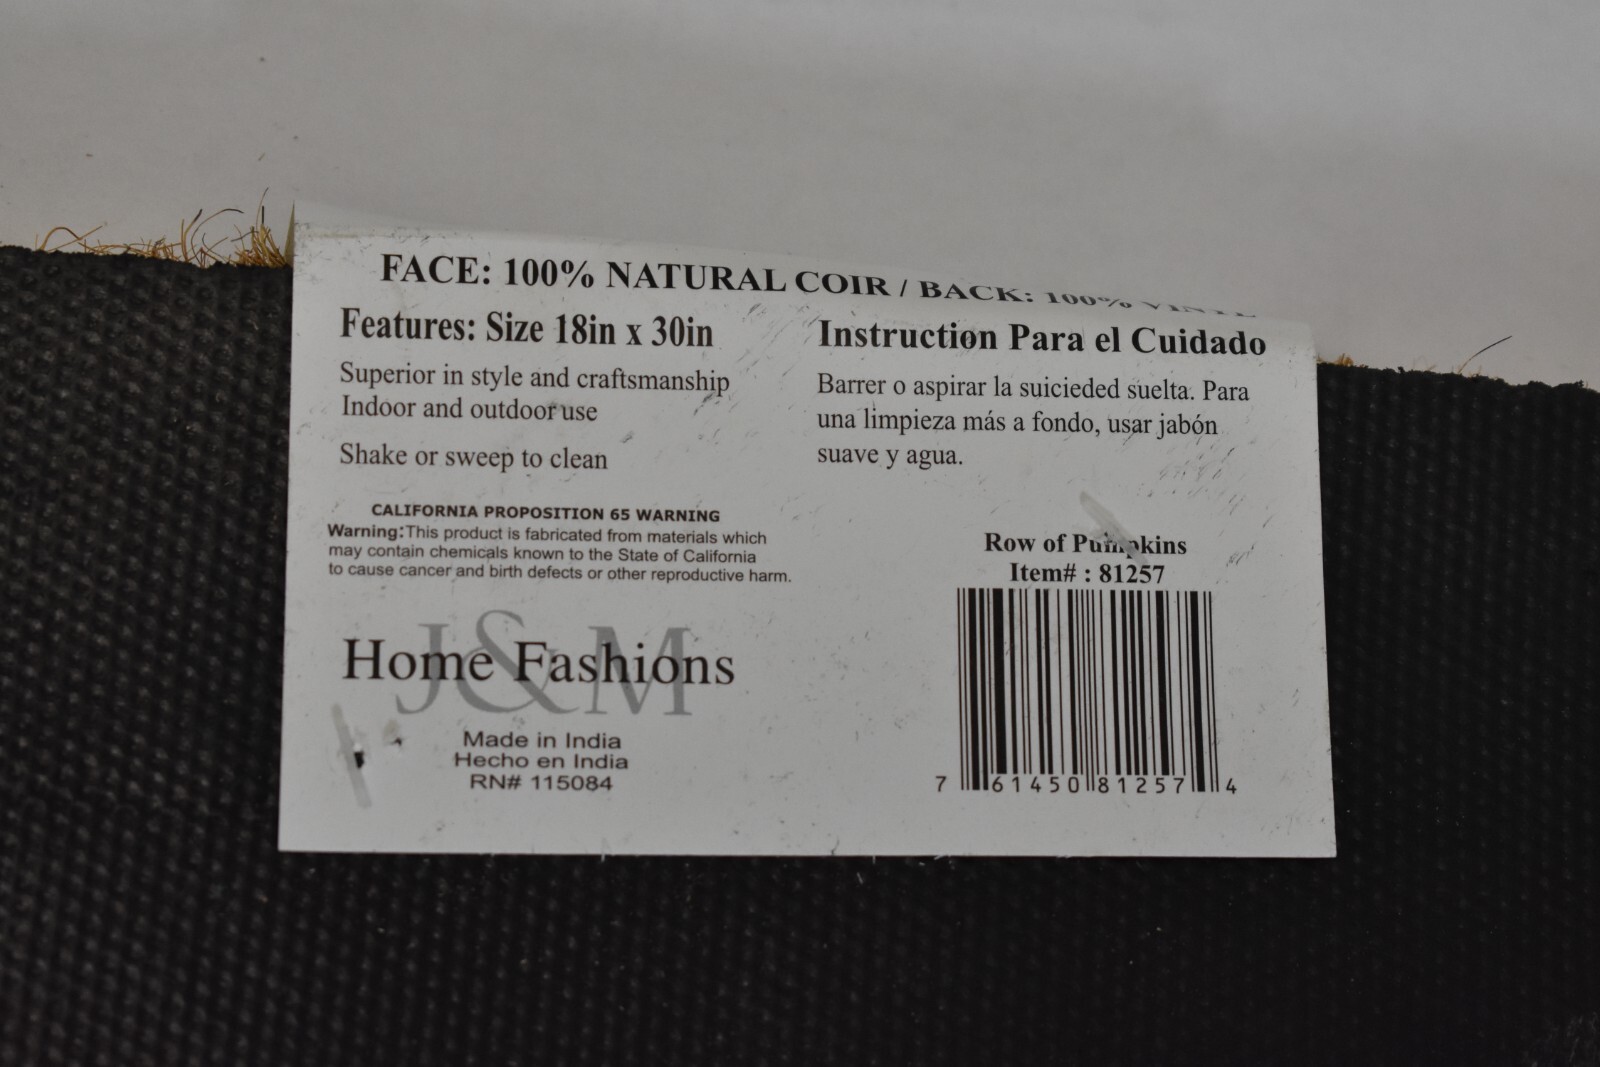 FACE: 100% NATURAL COIR / BACK: 100% VINYL
Features: Size 18in x 30in
Superior in style and craftsmanship
Indoor and outdoor use
Shake or sweep to clean
CALIFORNIA PROPOSITION 65 WARNING
Warning:This product is fabricated from materials which
may contain chemicals known to the State of California
to cause cancer and birth defects or other reproductive harm.
J&M
Home Fashions
Made in India
Hecho en India
RN# 115084
Instruction Para el Cuidado
Barrer o aspirar la suicieded suelta. Para
una limpieza más a fondo, usar jabón
suave y agua.
Row of Pumpkins
Item# : 81257
7 61450 81257 4